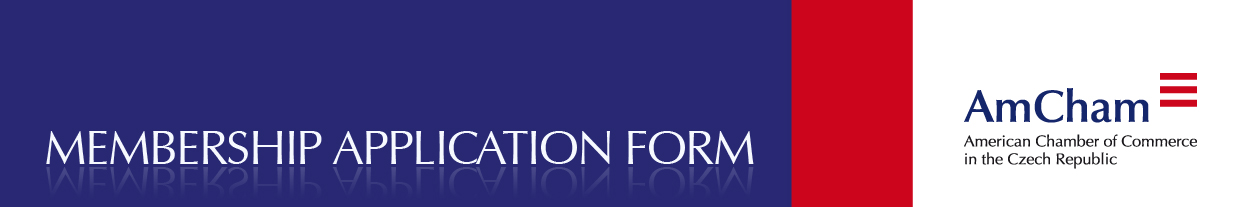 MEMBERSHIP APPLICATION FORM
AmCham
American Chamber of Commerce
in the Czech Republic